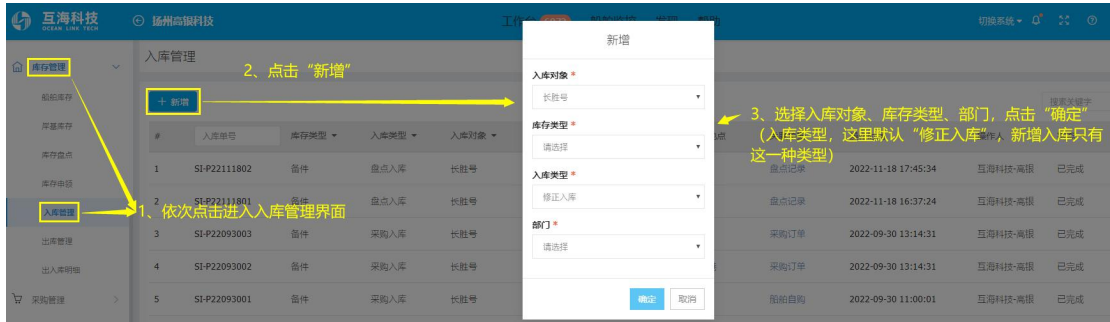 互海科技
OCEAN LINK TECH
扬州高银科技
切换系统
库存管理
船舶库存
岸基库存
库存盘点
库存申领
入库管理
出库管理
出入库明细
采购管理
入库管理
2、点击“新增”
+ 新增
搜索关键字
# 入库单号 库存类型 入库类型 入库对象
1 SI-P22111802 备件 盘点入库 长胜号 盘点记录 2022-11-18 17:45:34 互海科技-高银 已完成
2 SI-P22111801 备件 盘点入库 长胜号 盘点记录 2022-11-18 16:37:24 互海科技-高银 已完成
3 SI-P22093003 备件 采购入库 长胜号 采购订单 2022-09-30 13:14:31 互海科技-高银 已完成
4 SI-P22093002 备件 采购入库 长胜号 采购订单 2022-09-30 13:14:31 互海科技-高银 已完成
5 SI-P22093001 备件 采购入库 长胜号 船舶自购 2022-09-30 11:00:01 互海科技-高银 已完成
1、依次点击进入入库管理界面
新增
入库对象 *
长胜号
库存类型 *
请选择
入库类型 *
修正入库
部门 *
请选择
确定 取消
3、选择入库对象、库存类型、部门，点击“确定”
（入库类型，这里默认“修正入库”，新增入库只有
这一种类型）